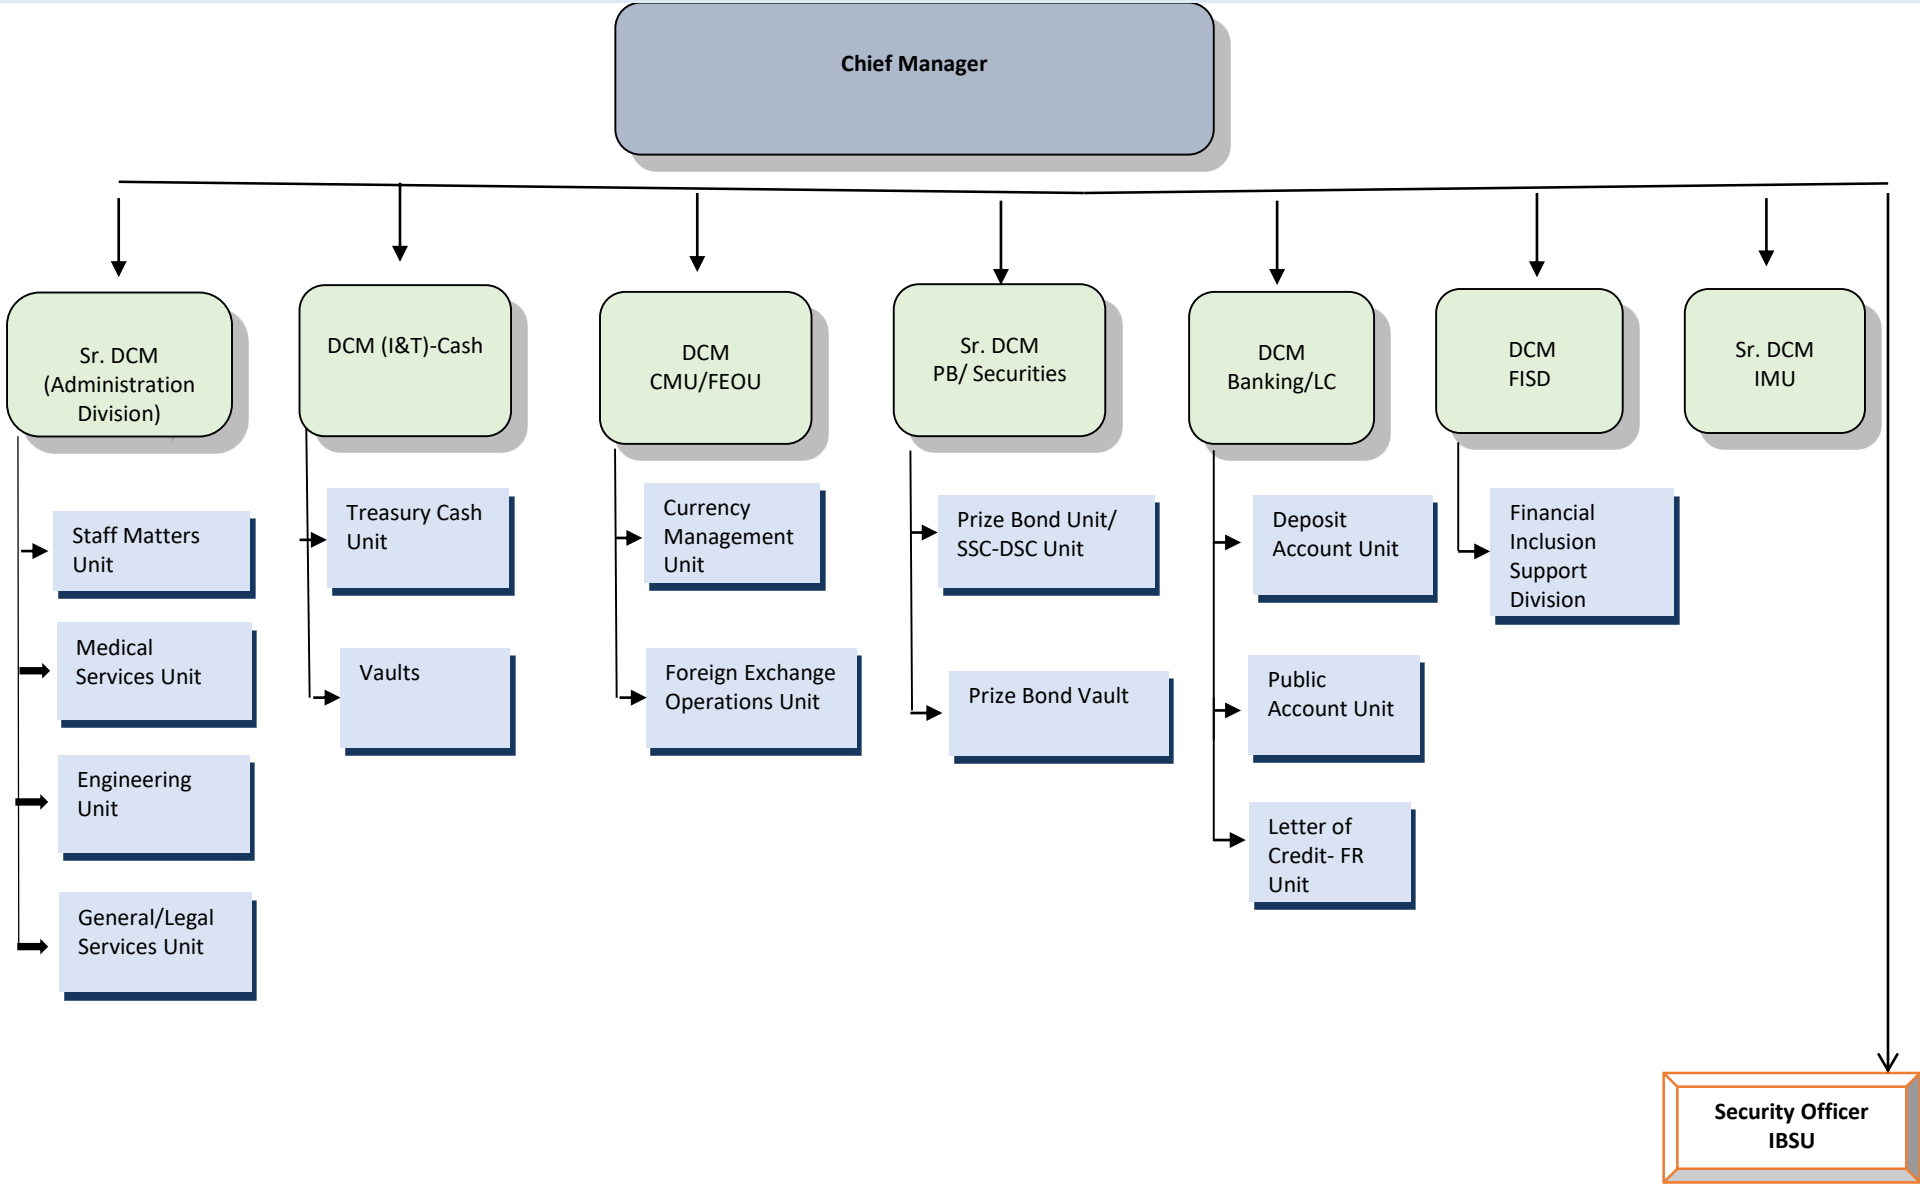 Chief Manager
Sr. DCM
(Administration
Division)
DCM (I&T)-Cash
DCM
CMU/FEOU
Sr. DCM
PB/ Securities
DCM
Banking/LC
DCM
FISD
Sr. DCM
IMU
Staff Matters
Unit
Medical
Services Unit
Engineering
Unit
General/Legal
Services Unit
Treasury Cash
Unit
Vaults
Currency
Management
Unit
Foreign Exchange
Operations Unit
Prize Bond Unit/
SSC-DSC Unit
Prize Bond Vault
Deposit
Account Unit
Public
Account Unit
Letter of
Credit- FR
Unit
Financial
Inclusion
Support
Division
Security Officer
IBSU